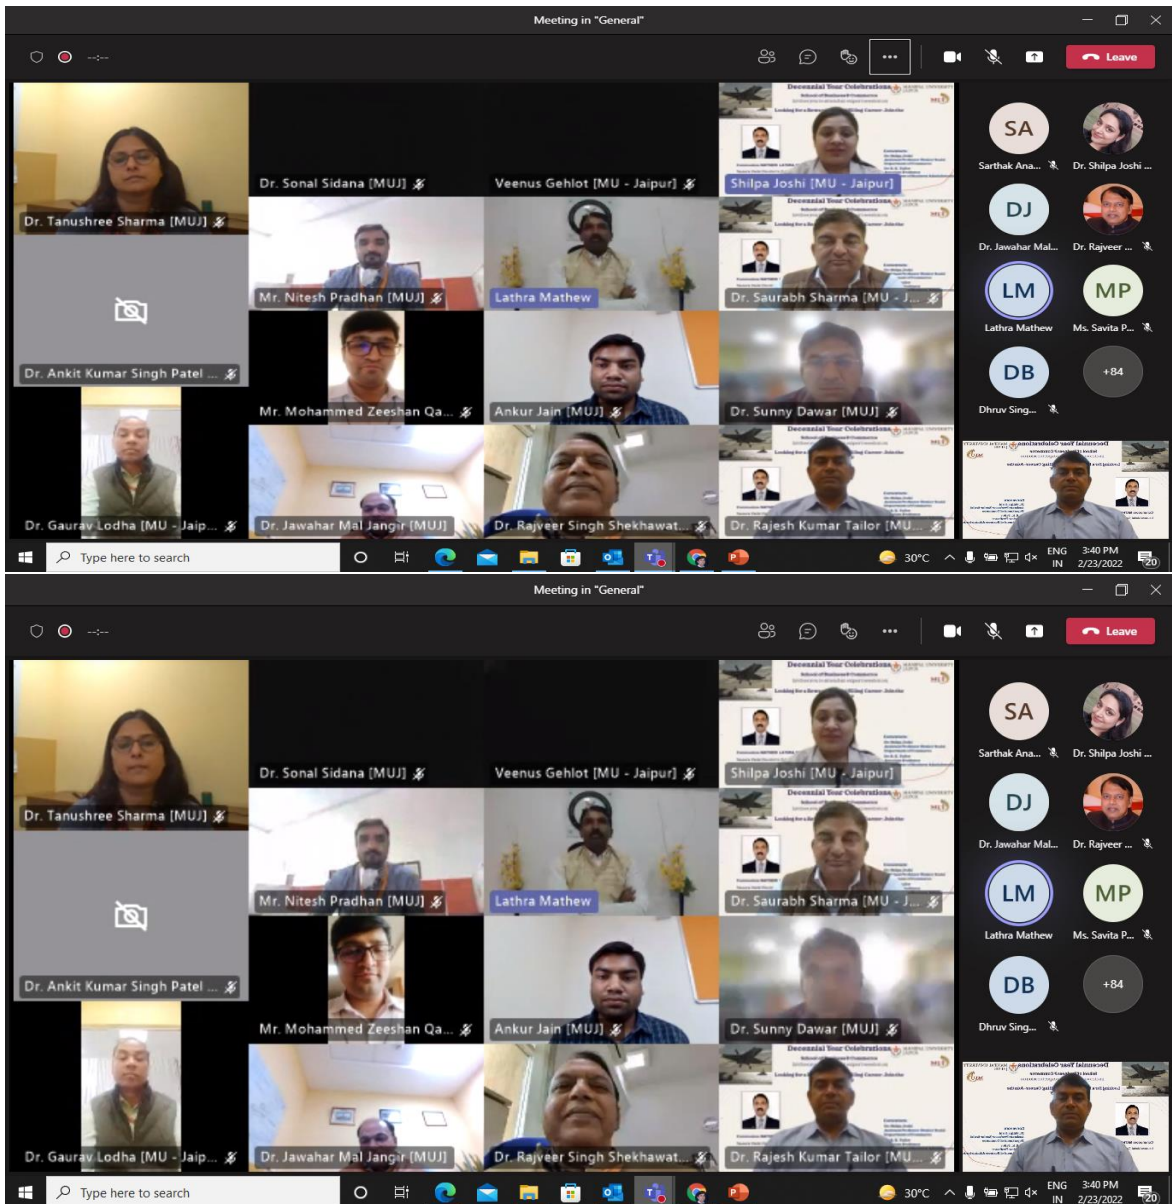 Meeting in "General"
--:--
Leave
Dr. Tanushree Sharma [MUJ]
Dr. Sonal Sidana [MUJ]
Veenus Gehlot [MU - Jaipur]
Decennial Year Celebrations
School of Business & Commerce
Shilpa Joshi [MU - Jaipur]
Dr. Ankit Kumar Singh Patel ...
Mr. Nitesh Pradhan [MUJ]
Lathra Mathew
Dr. Saurabh Sharma [MU - J...
Mr. Mohammed Zeeshan Qa...
Ankur Jain [MUJ]
Dr. Sunny Dawar [MUJ]
Dr. Gaurav Lodha [MU - Jaip...
Dr. Jawahar Mal Jangir [MUJ]
Dr. Rajveer Singh Shekhawat...
Decennial Year Celebrations
Dr. Rajesh Kumar Tailor [MU...
SA
Sarthak Ana...
Dr. Shilpa Joshi ...
DJ
Dr. Jawahar Mal...
Dr. Rajveer ...
LM
MP
Lathra Mathew
Ms. Savita P...
DB
+84
Dhruv Sing...
Type here to search
30°C
ENG
IN
3:40 PM
2/23/2022
20
Meeting in "General"
--:--
Leave
Dr. Tanushree Sharma [MUJ]
Dr. Sonal Sidana [MUJ]
Veenus Gehlot [MU - Jaipur]
Decennial Year Celebrations
Shilpa Joshi [MU - Jaipur]
Dr. Ankit Kumar Singh Patel ...
Mr. Nitesh Pradhan [MUJ]
Lathra Mathew
Dr. Saurabh Sharma [MU - J...
Mr. Mohammed Zeeshan Qa...
Ankur Jain [MUJ]
Dr. Sunny Dawar [MUJ]
Dr. Gaurav Lodha [MU - Jaip...
Dr. Jawahar Mal Jangir [MUJ]
Dr. Rajveer Singh Shekhawat...
Decennial Year Celebrations
Dr. Rajesh Kumar Tailor [MU...
SA
Sarthak Ana...
Dr. Shilpa Joshi ...
DJ
Dr. Jawahar Mal...
Dr. Rajveer ...
LM
MP
Lathra Mathew
Ms. Savita P...
DB
+84
Dhruv Sing...
Type here to search
30°C
ENG
IN
3:40 PM
2/23/2022
20